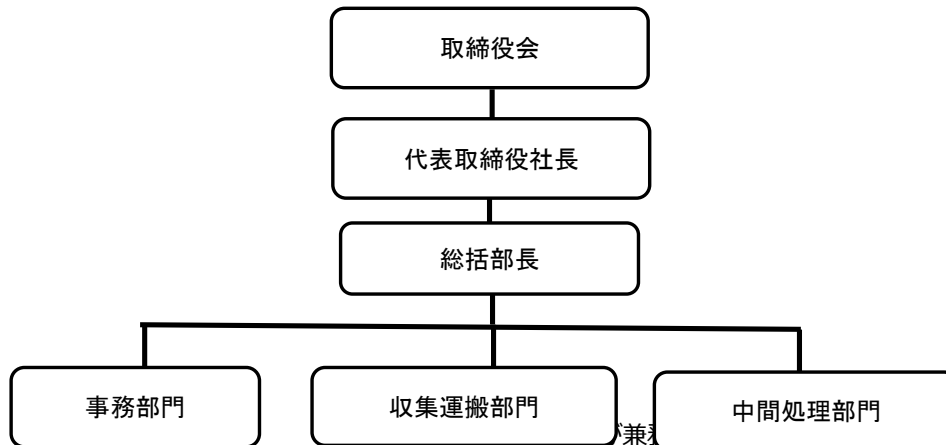 取締役会
代表取締役社長
総括部長
事務部門
収集運搬部門
中間処理部門